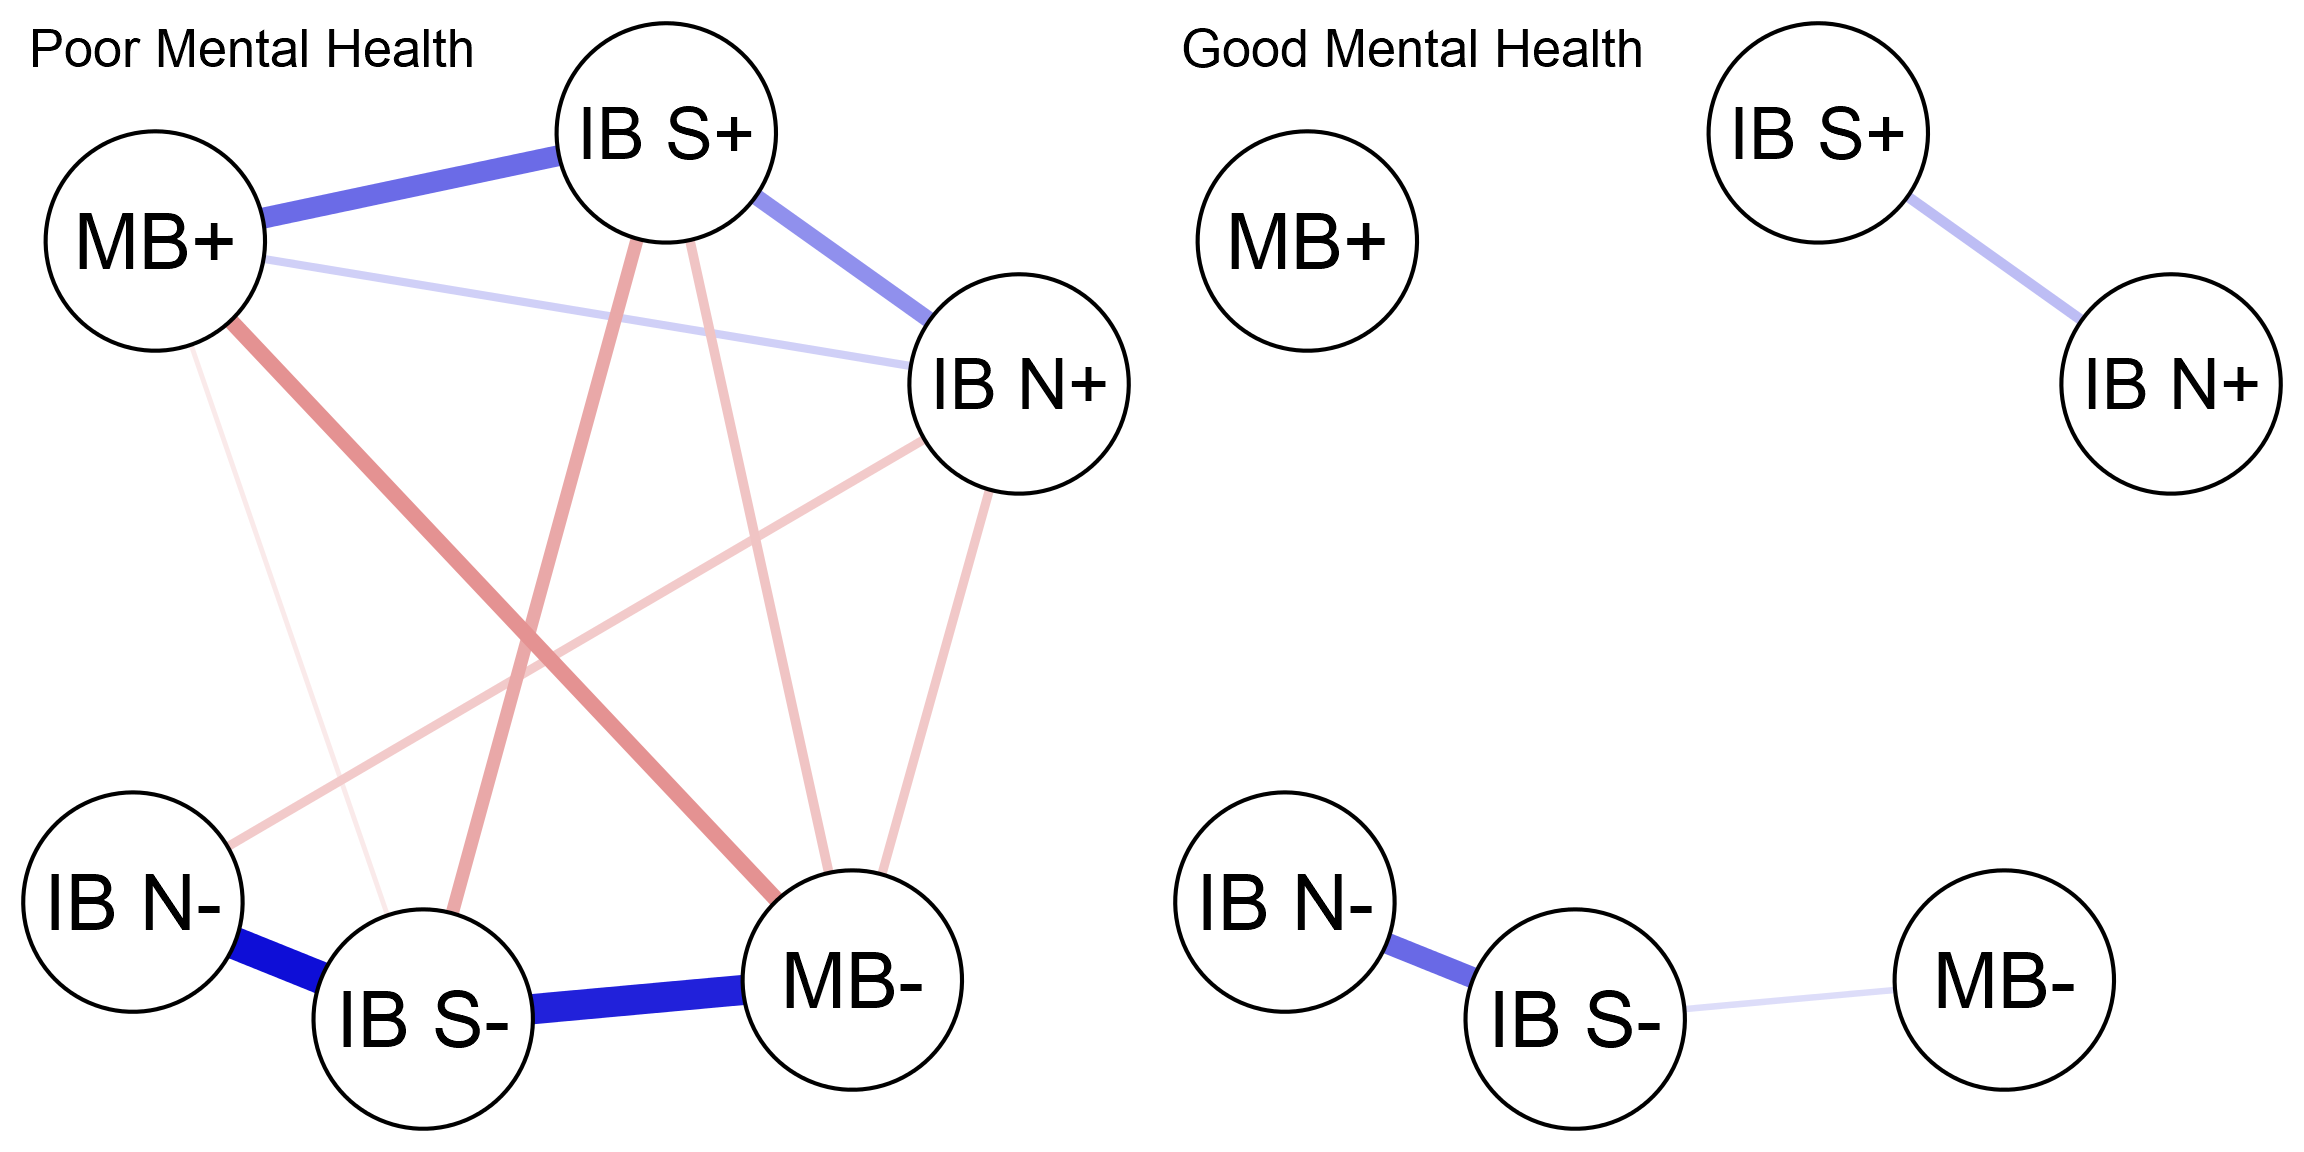 Poor Mental Health
MB+
IB S+
IB N+
IB N-
IB S-
MB-
Good Mental Health
MB+
IB S+
IB N+
IB N-
IB S-
MB-